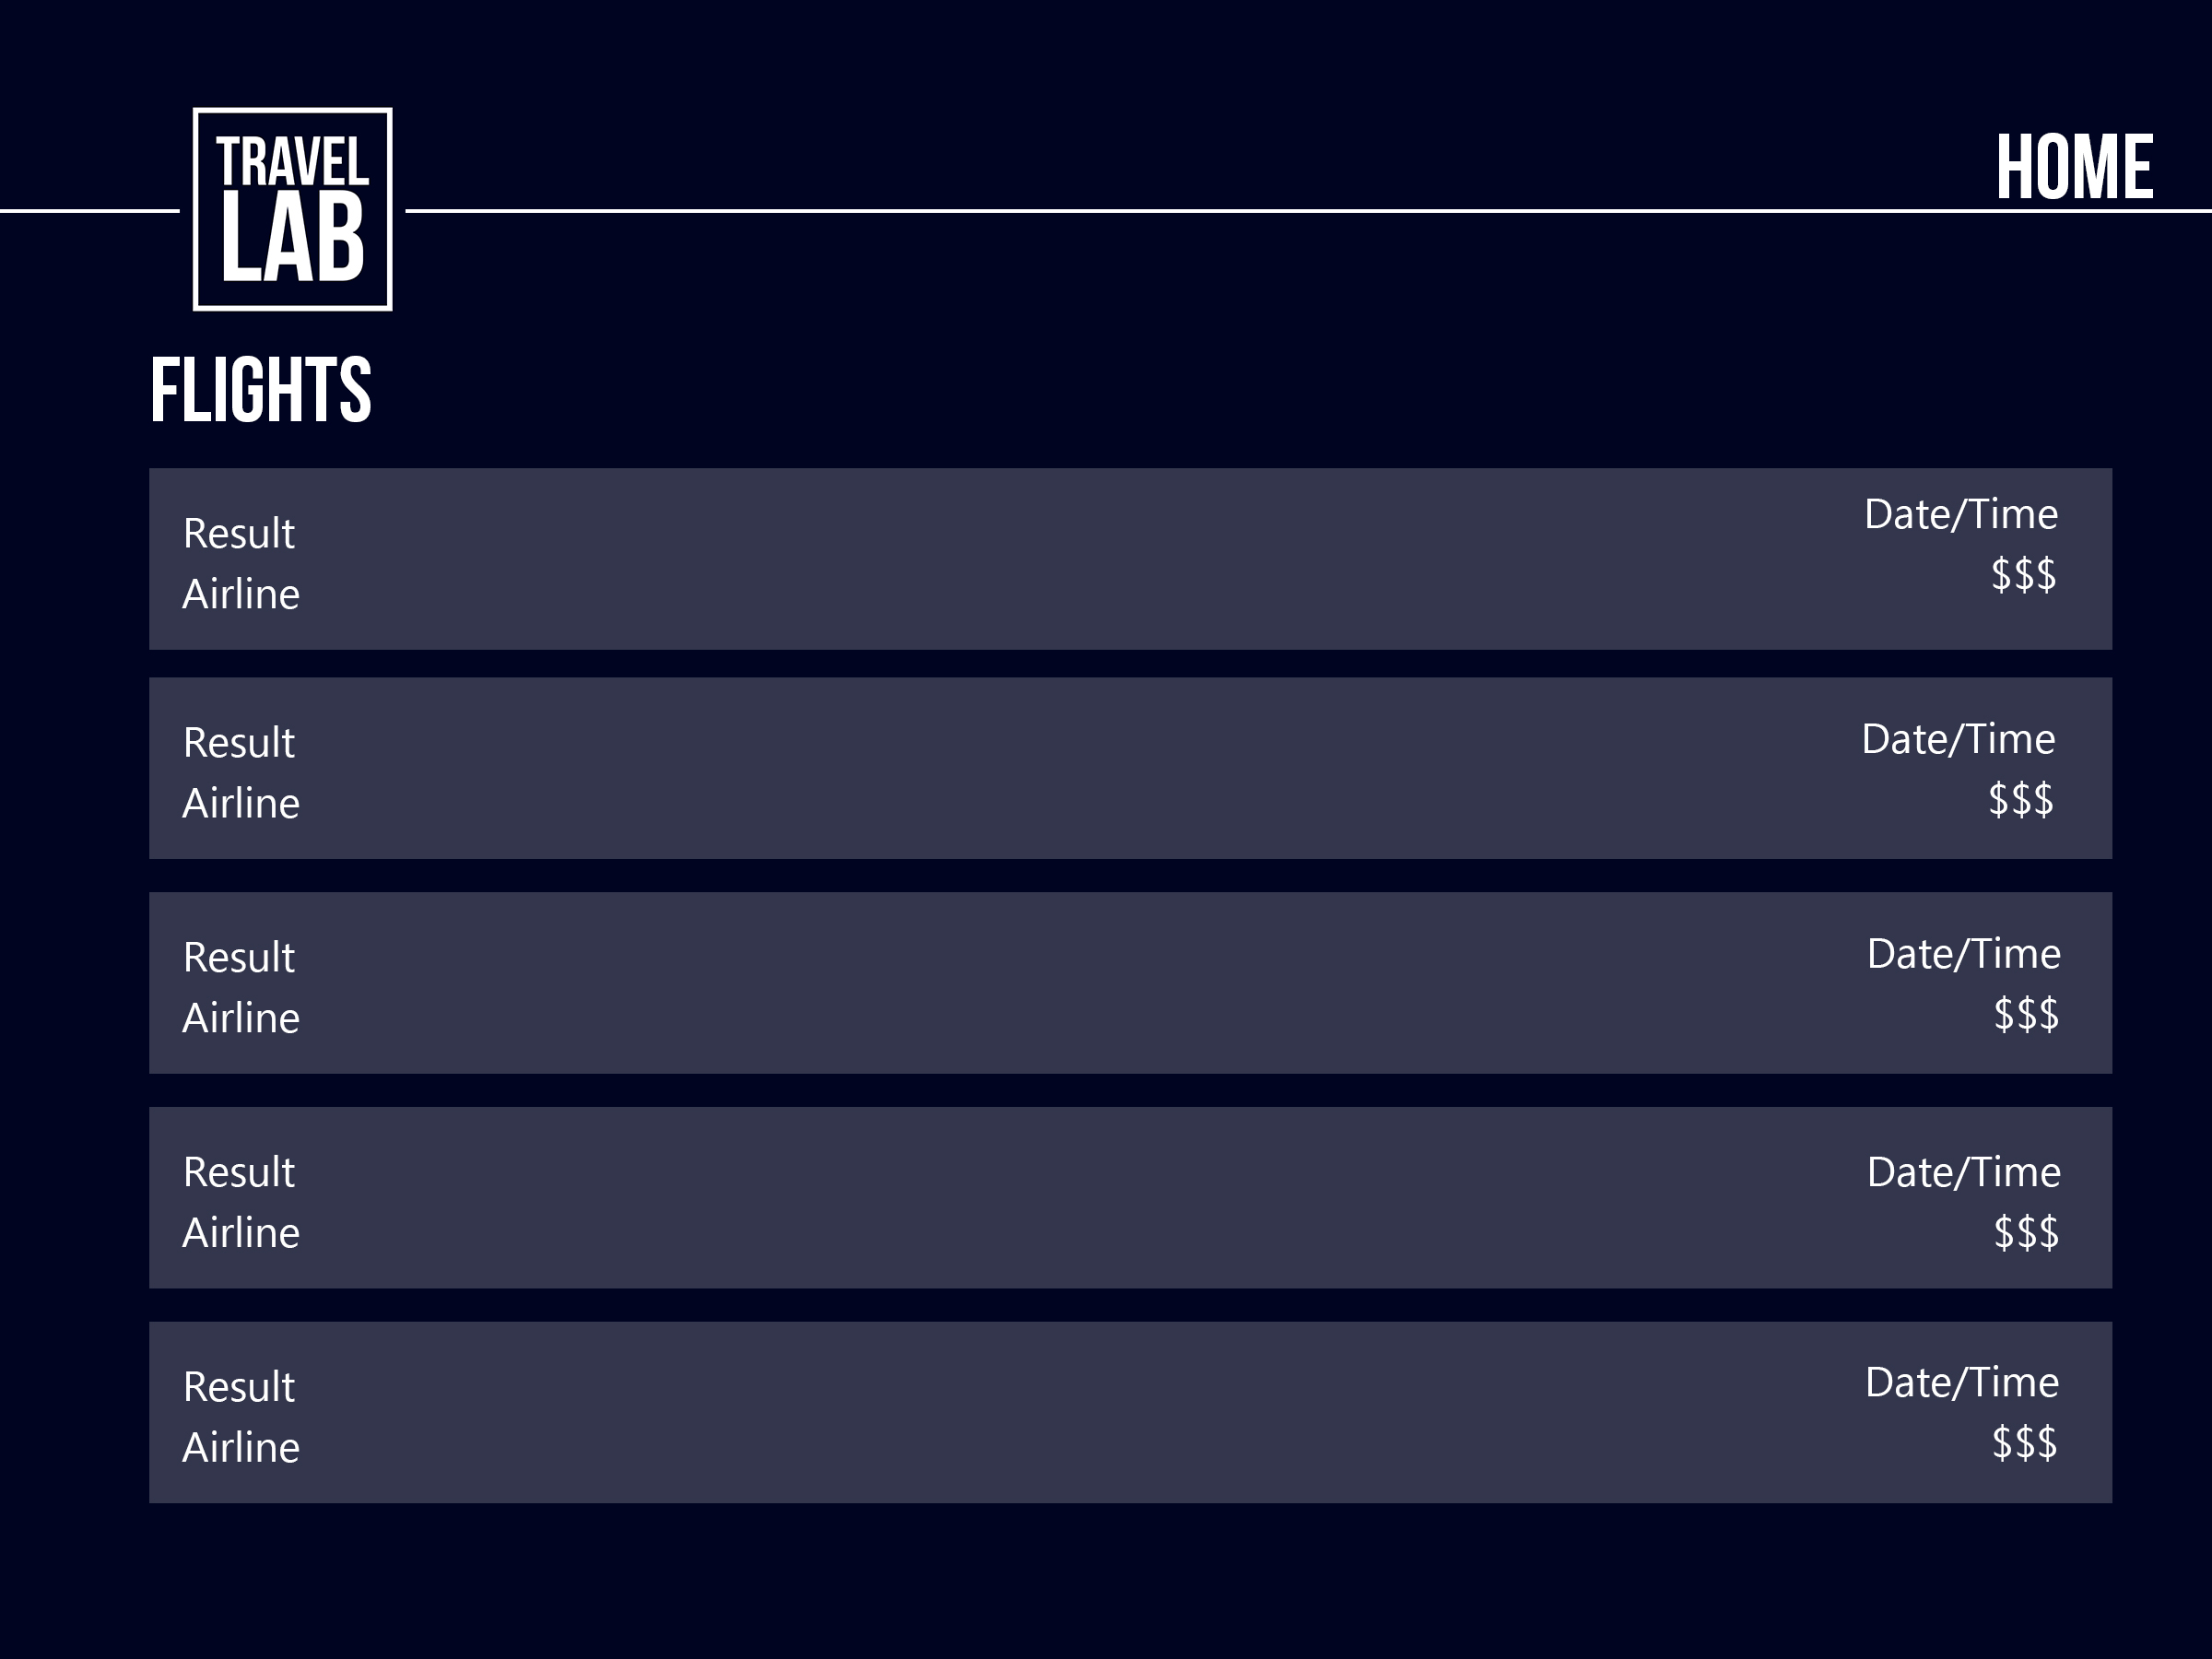 TRAVEL
LAB
HOME
FLIGHTS
Result
Airline
Date/Time
$$$
Result
Airline
Date/Time
$$$
Result
Airline
Date/Time
$$$
Result
Airline
Date/Time
$$$
Result
Airline
Date/Time
$$$